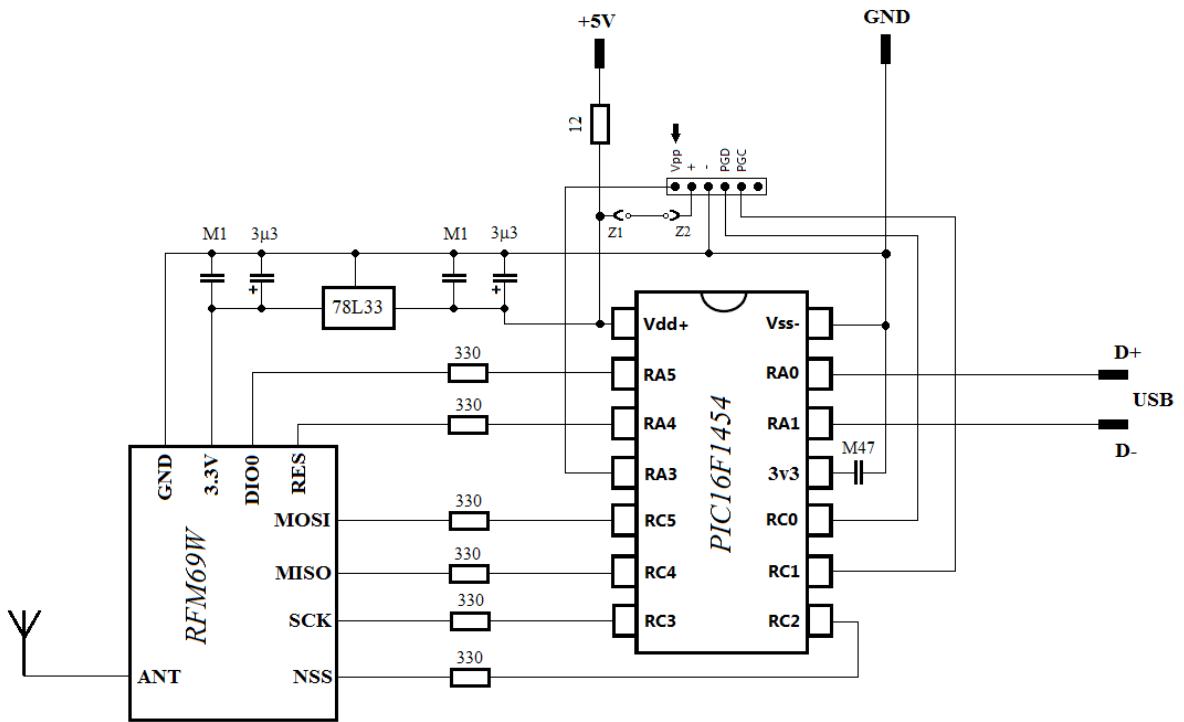 +5V
GND
12
Vpp
+
-
PGD
PGC
Z1
Z2
M1
3µ3
M1
3µ3
+
+
78L33
Vdd+
Vss-
330
RA5
RA0
D+
USB
330
RA4
RA1
D-
M47
GND
3.3V
DIO0
RES
RA3
3v3
PIC16F1454
MOSI
330
RC5
RC0
RFM69W
MISO
330
RC4
RC1
SCK
330
RC3
RC2
ANT
NSS
330